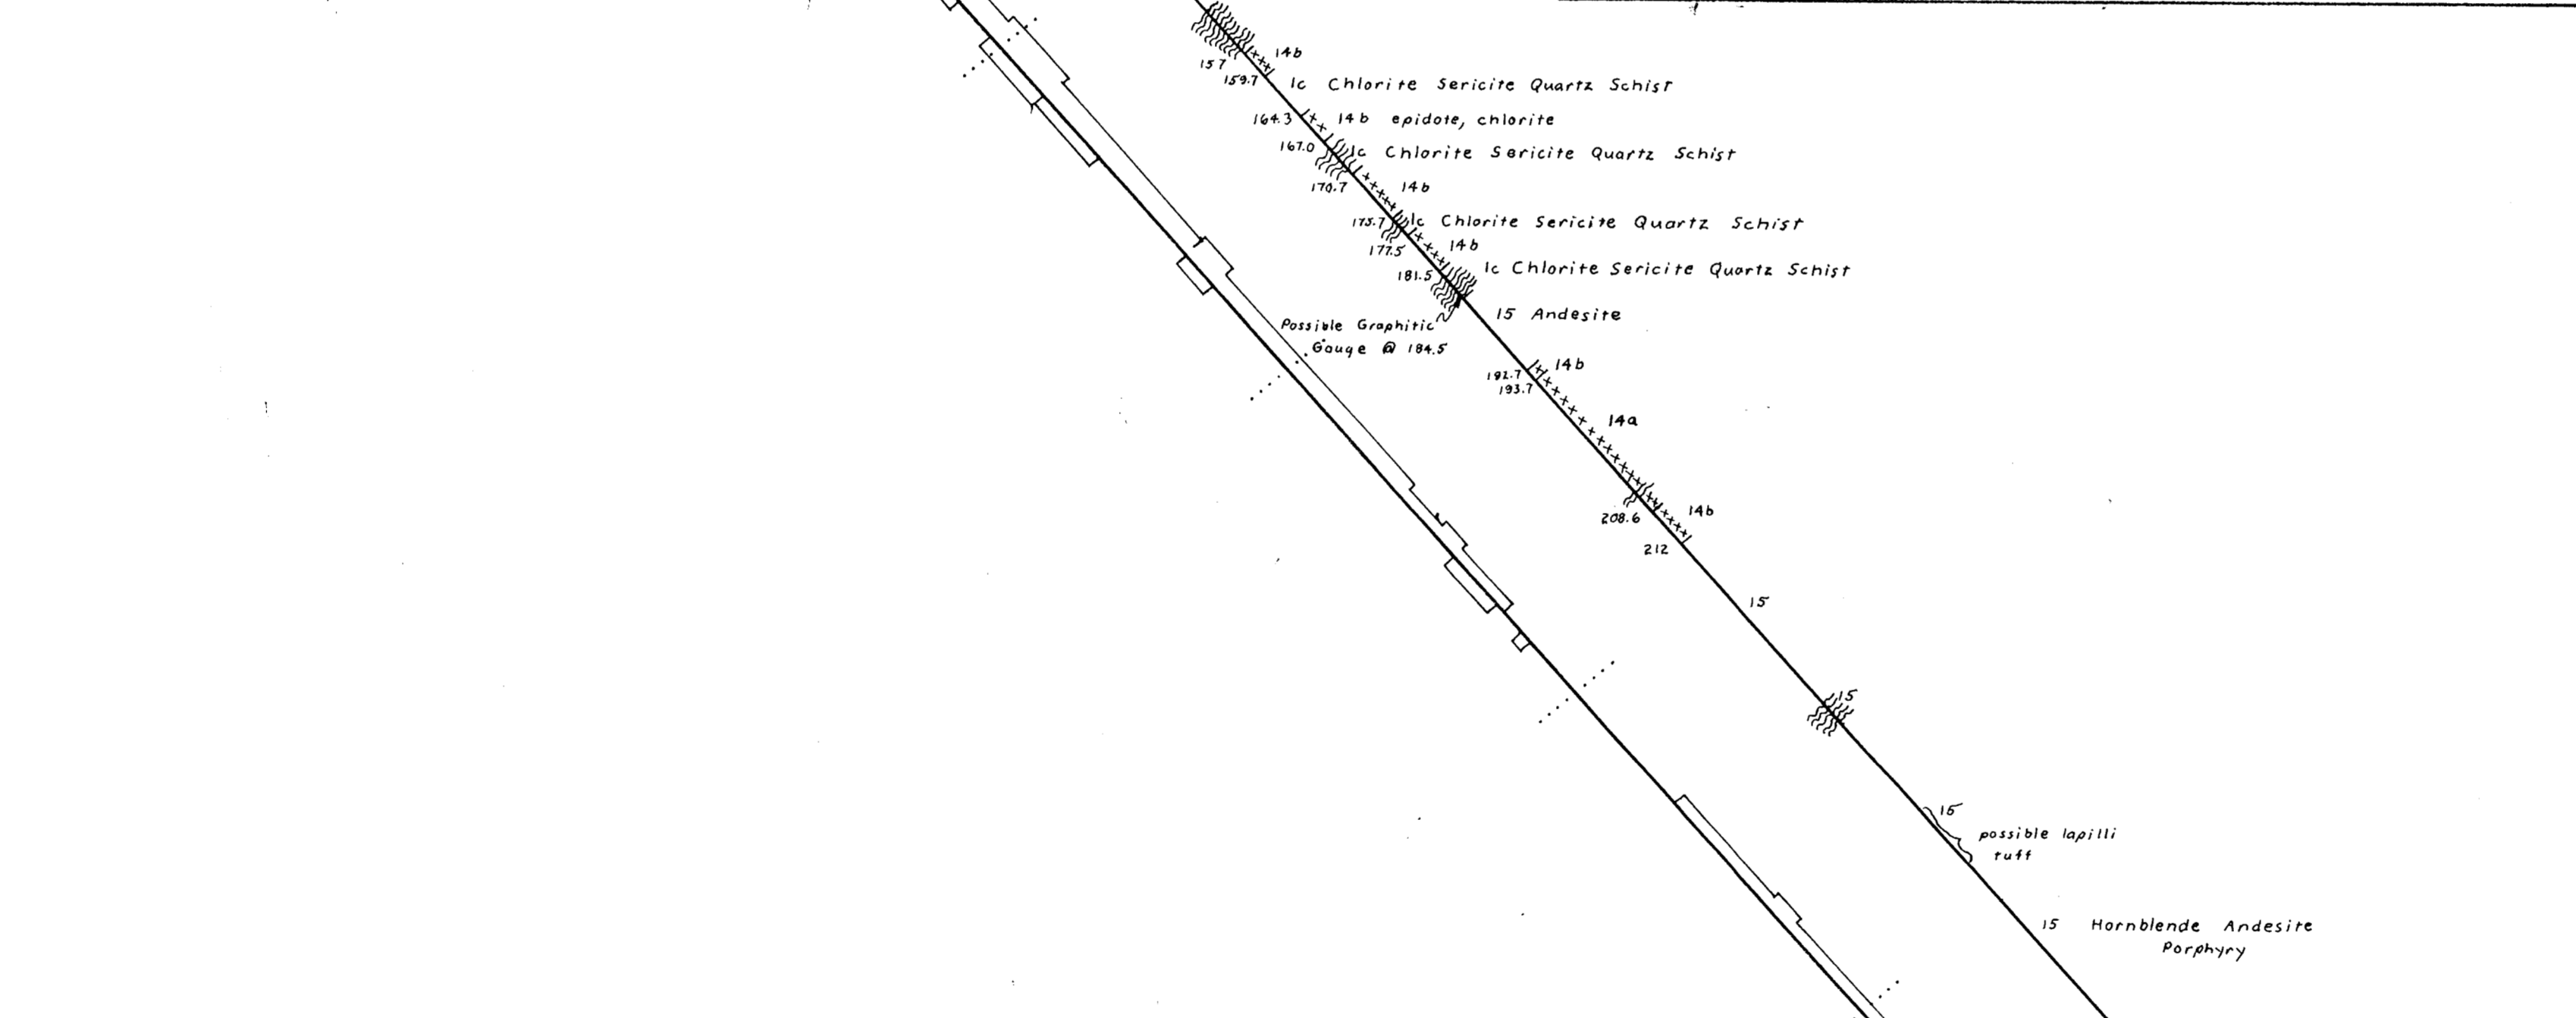 14b
157
159.7
1c Chlorite Sericite Quartz Schist
164.3 14b epidote, chlorite
167.0 1c Chlorite Sericite Quartz Schist
170.7 14b
175.7 1c Chlorite Sericite Quartz Schist
177.5 14b
181.5 1c Chlorite Sericite Quartz Schist
15 Andesite
Possible Graphitic
Gouge @ 184.5
14b
192.7
193.7
14a
14b
208.6
212
15
15
15
possible lapilli
tuff
15 Hornblende Andesite
Porphyry